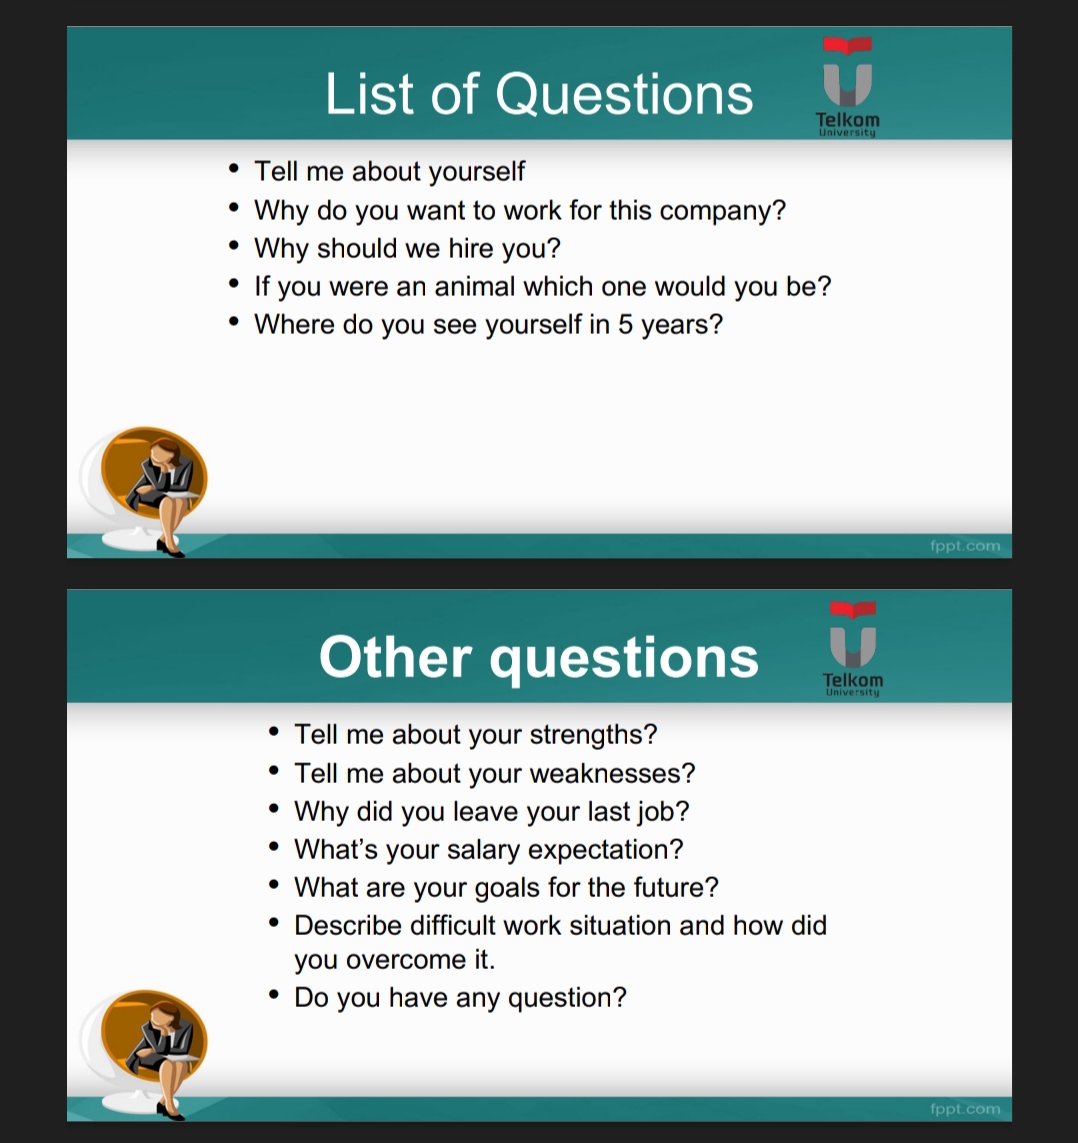 List of Questions
Telkom
University
• Tell me about yourself
• Why do you want to work for this company?
• Why should we hire you?
• If you were an animal which one would you be?
• Where do you see yourself in 5 years?
fppt.com
Other questions
Telkom
University
• Tell me about your strengths?
• Tell me about your weaknesses?
• Why did you leave your last job?
• What’s your salary expectation?
• What are your goals for the future?
• Describe difficult work situation and how did
you overcome it.
• Do you have any question?
fppt.com